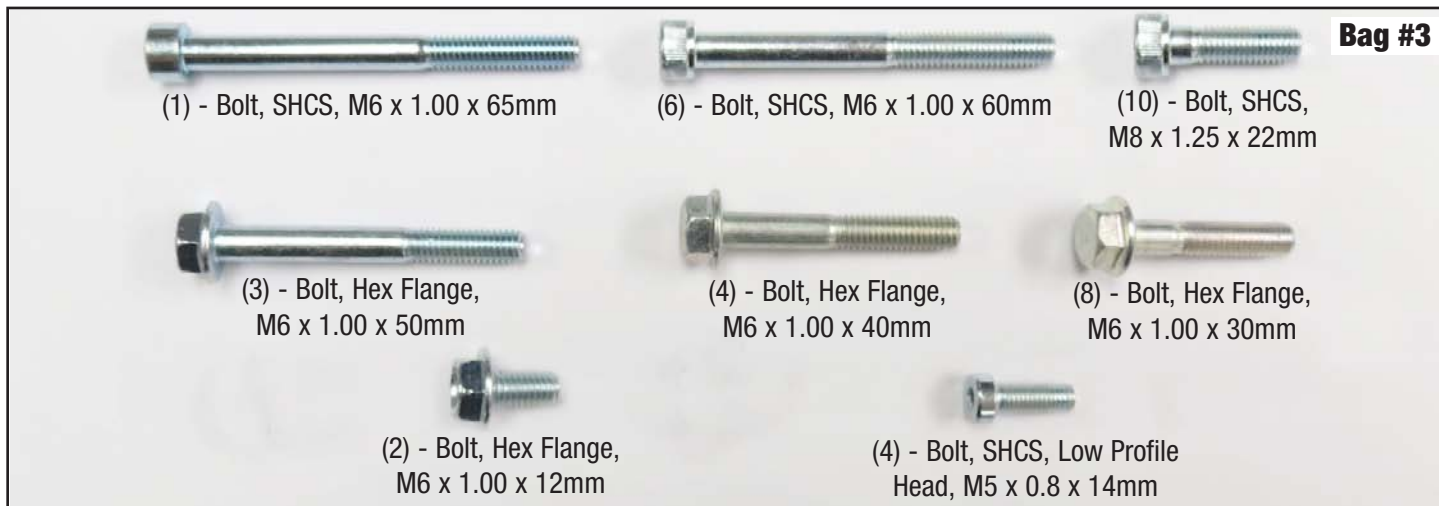 Bag #3
(1) - Bolt, SHCS, M6 x 1.00 x 65mm
(6) - Bolt, SHCS, M6 x 1.00 x 60mm
(10) - Bolt, SHCS,
M8 x 1.25 x 22mm
(3) - Bolt, Hex Flange,
M6 x 1.00 x 50mm
(4) - Bolt, Hex Flange,
M6 x 1.00 x 40mm
(8) - Bolt, Hex Flange,
M6 x 1.00 x 30mm
(2) - Bolt, Hex Flange,
M6 x 1.00 x 12mm
(4) - Bolt, SHCS, Low Profile
Head, M5 x 0.8 x 14mm